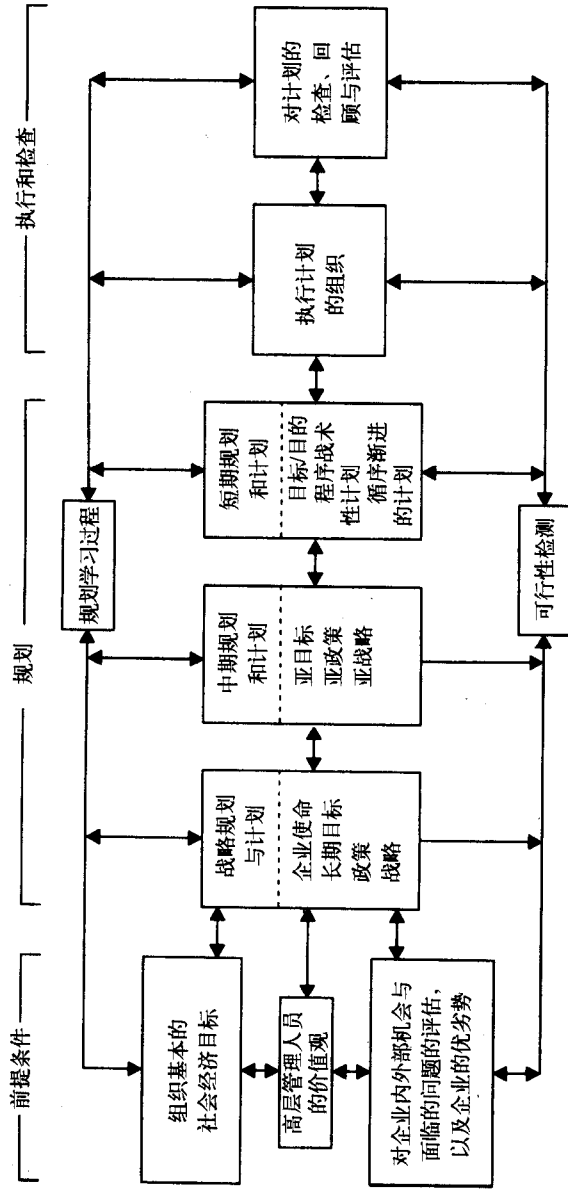 前提条件
规划
执行和检查
规划学习过程
组织基本的
社会经济目标
高层管理人员
的价值观
对企业内外部机会与
面临的问题的评估，
以及企业的优劣势
战略规划
与计划
企业使命
长期目标
政策
战略
中期规划
和计划
亚目标
亚政策
亚战略
短期规划
和计划
目标/目的
程序战术
性计划
循序渐进
的计划
执行计划
的组织
对计划的
检查、回
顾与评估
可行性检测